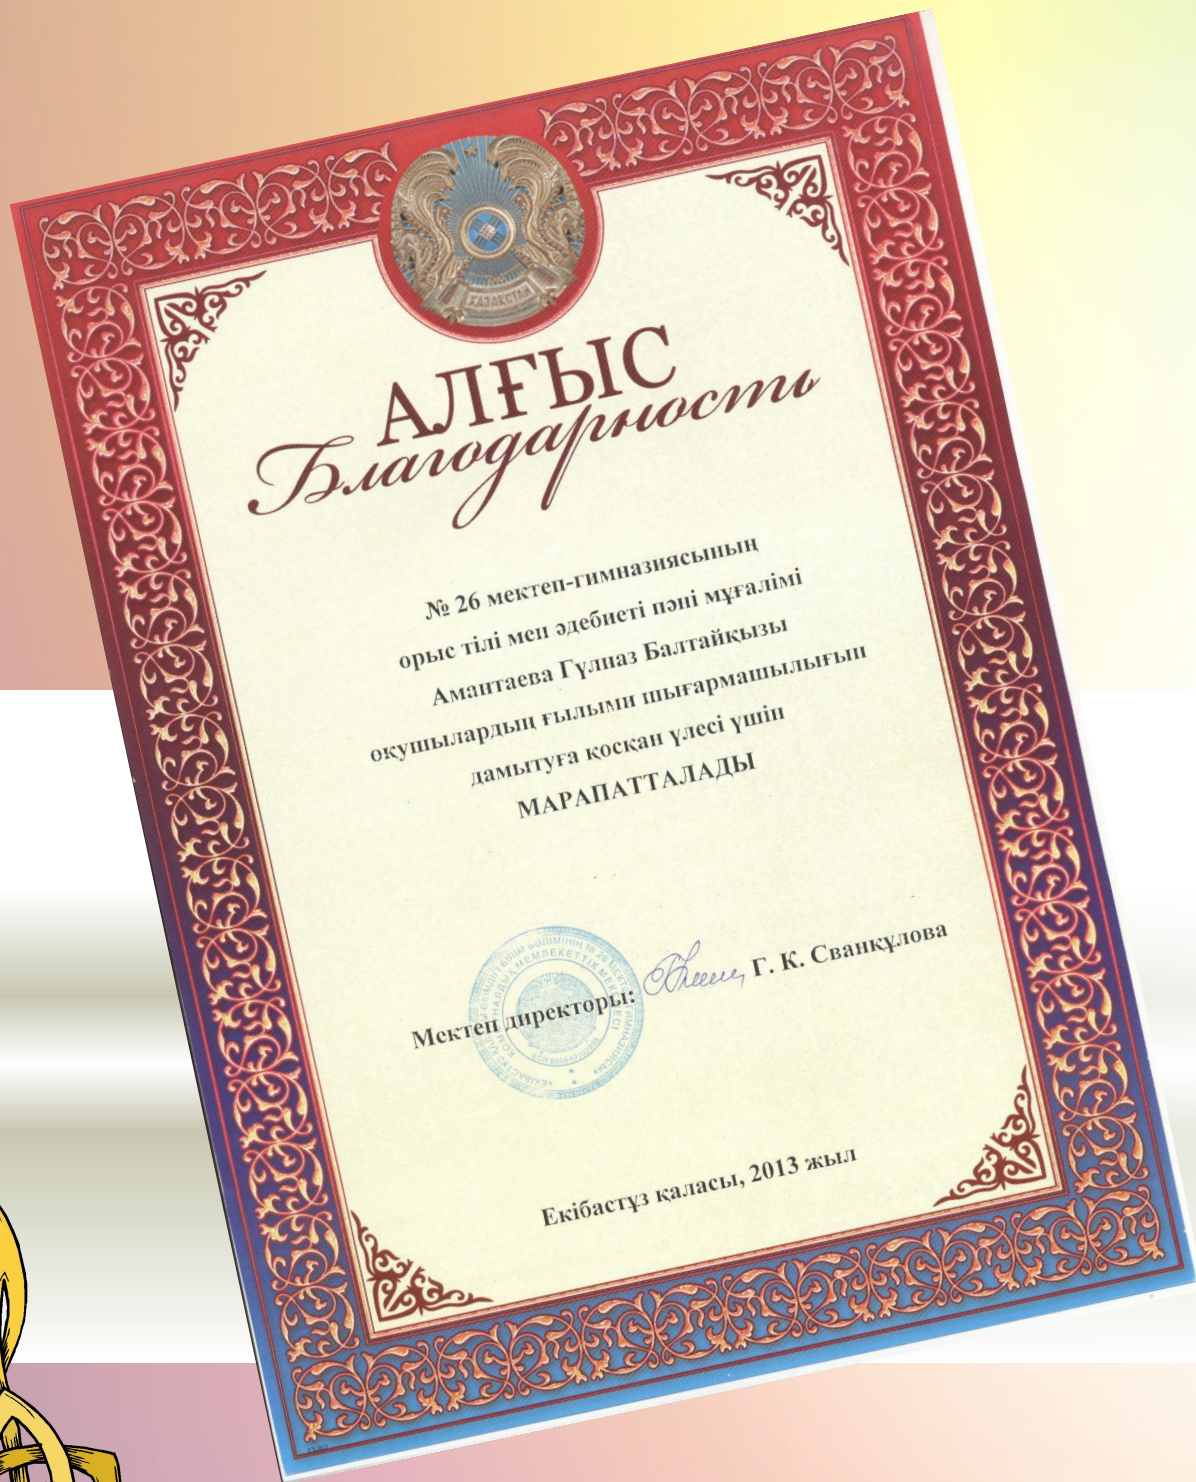 ҚАЗАҚСТАН
АЛҒЫС
Благодарность
№ 26 мектеп-гимназиясының
орыс тілі мен әдебиеті пәні мұғалімі
Амантаева Гүлназ Балтайқызы
оқушылардың ғылыми шығармашылығын
дамытуға қосқан үлесі үшін
МАРАПАТТАЛАДЫ
Мектеп директоры: Г. К. Сванқұлова
Екібастұз қаласы, 2013 жыл